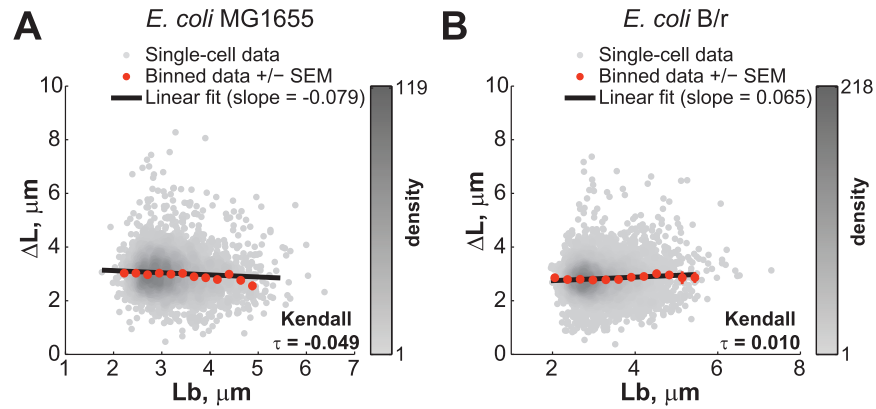 A
E. coli MG1655
Single-cell data
Binned data +/− SEM
Linear fit (slope = -0.079)
10
8
6
4
2
0
ΔL, μm
1
2
3
4
5
6
7
Lb, μm
Kendall
τ = -0.049
119
1
density
B
E. coli B/r
Single-cell data
Binned data +/− SEM
Linear fit (slope = 0.065)
10
8
6
4
2
0
ΔL, μm
2
4
6
8
Lb, μm
Kendall
τ = 0.010
218
1
density